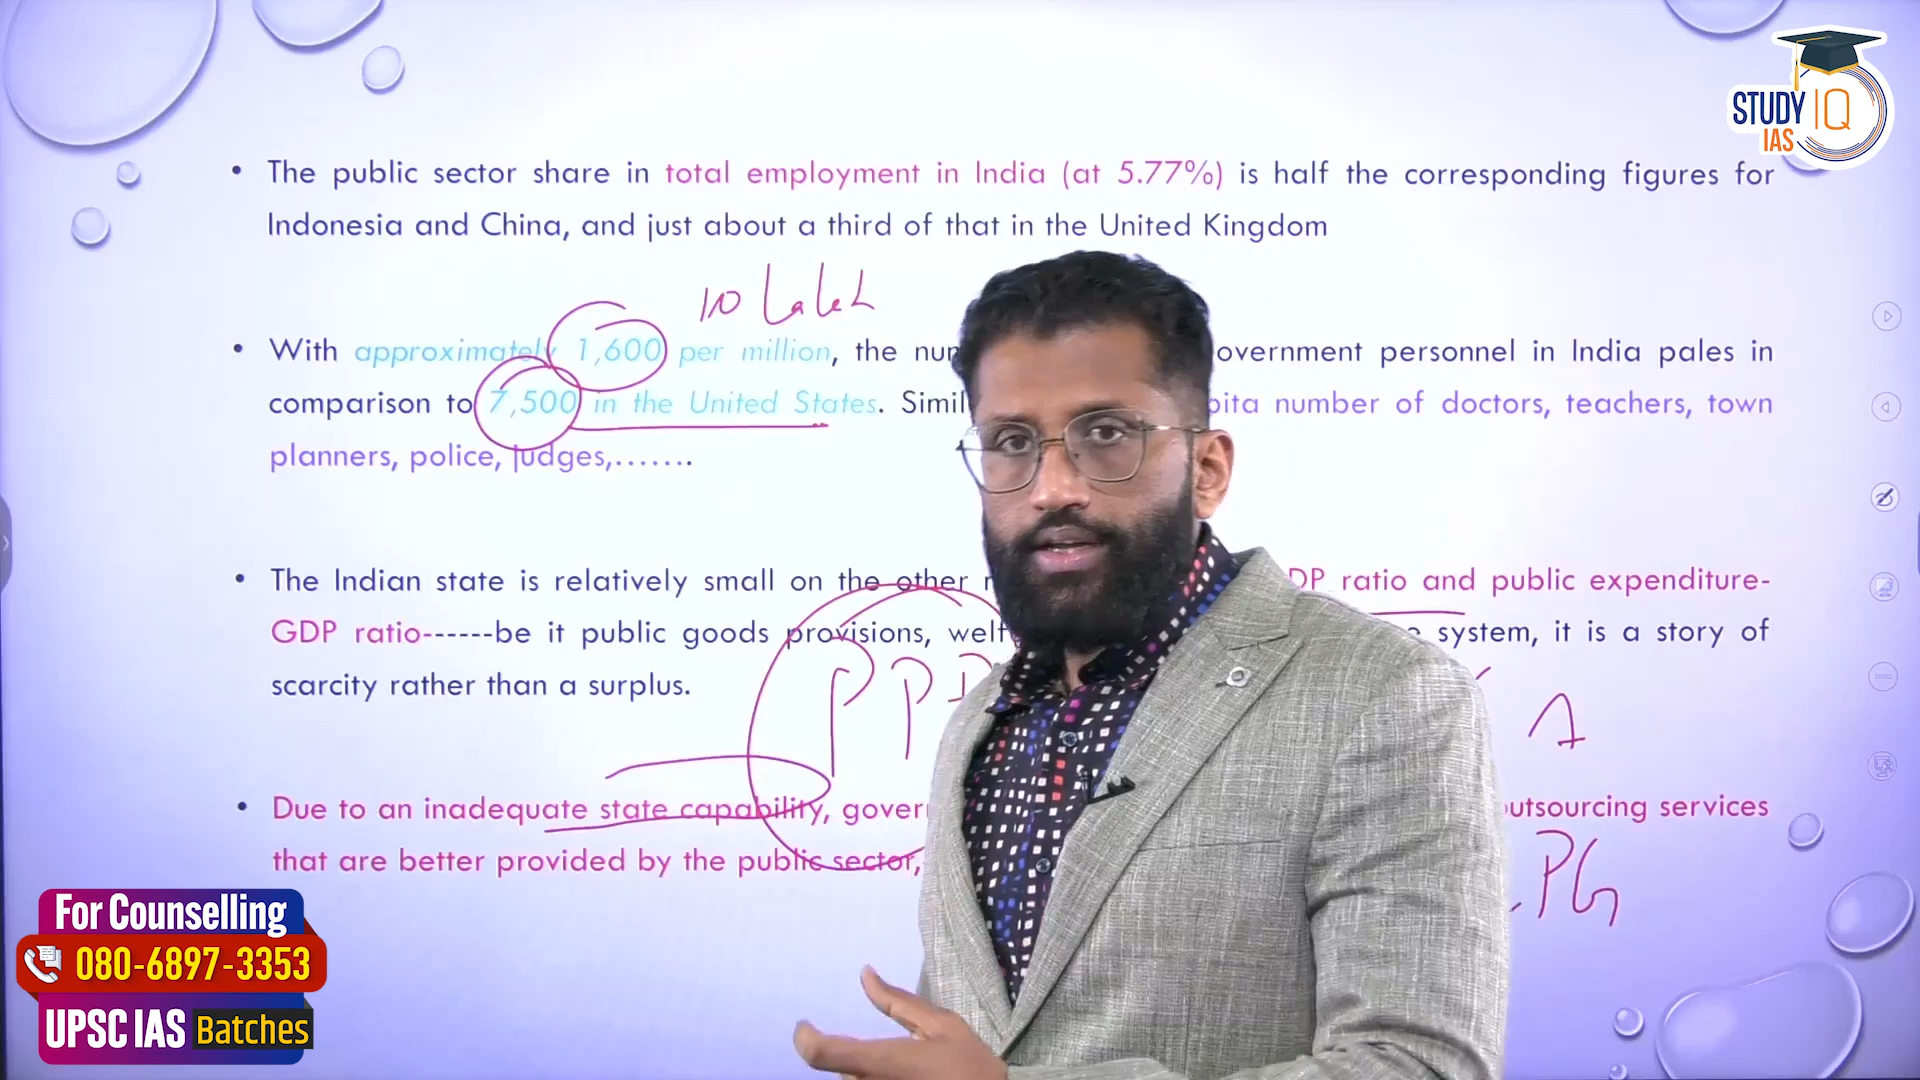 STUDY IQ
IAS
• The public sector share in total employment in India (at 5.77%) is half the corresponding figures for
Indonesia and China, and just about a third of that in the United Kingdom
10 lakh
• With approximately 1,600 per million, the overnment personnel in India pales in
comparison to 7,500 in the United States. number of doctors, teachers, town
planners, police, judges,.......
• The Indian state is relatively small on the other DP ratio and public expenditure-
GDP ratio------be it public goods provisions, system, it is a story of
scarcity rather than a surplus.
PP
• Due to an inadequate state capability, utsourcing services
that are better provided by the public sector,
PG
For Counselling
080-6897-3353
UPSC IAS Batches